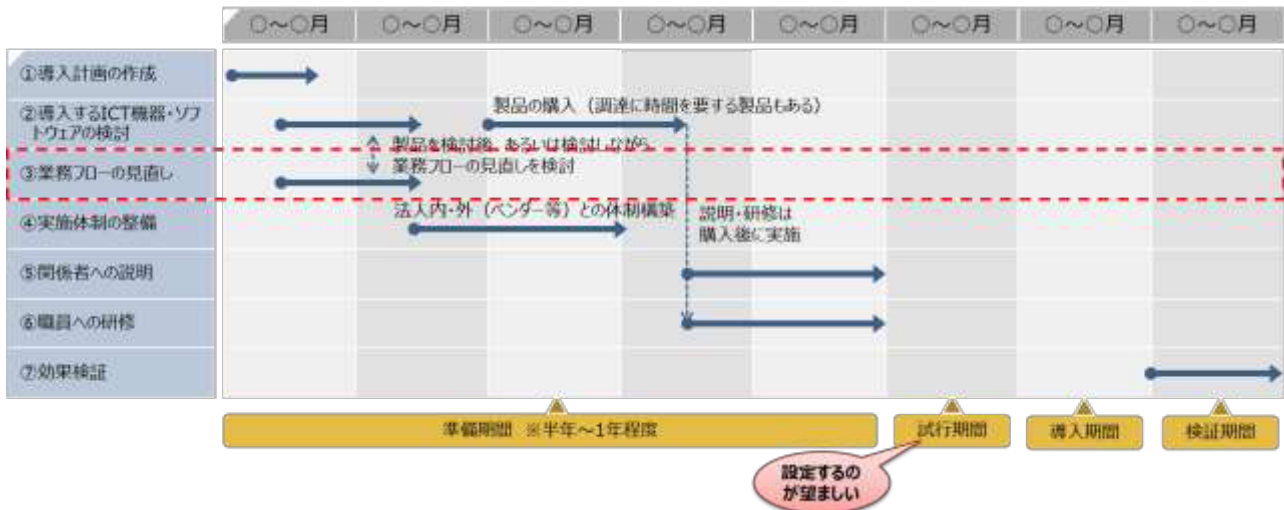 ○～○月 ○～○月 ○～○月 ○～○月 ○～○月 ○～○月 ○～○月 ○～○月
①導入計画の作成
②導入するICT機器・ソフ
トウェアの検討
製品の購入（調達に時間を要する製品もある）
製品を検討後、あるいは検討しながら、
業務フローの見直しを検討
③業務フローの見直し
④実施体制の整備
法人内・外（ベンダー等）との体制構築
説明・研修は
購入後に実施
⑤関係者への説明
⑥職員への研修
⑦効果検証
準備期間 ※半年～1年程度
試行期間
導入期間
検証期間
設定するの
が望ましい